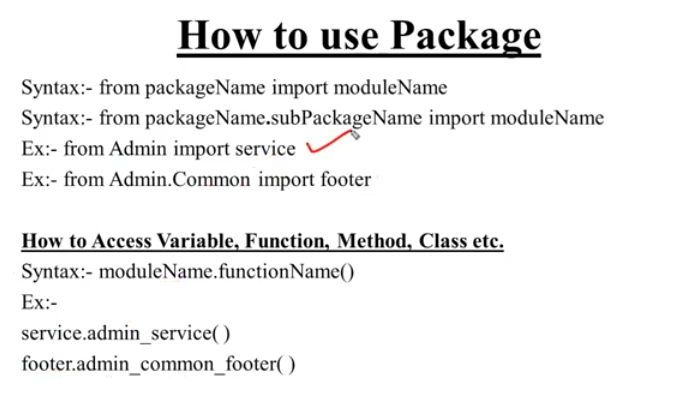 How to use Package
Syntax:- from packageName import moduleName
Syntax:- from packageName.subPackageName import moduleName
Ex:- from Admin import service
Ex:- from Admin.Common import footer
How to Access Variable, Function, Method, Class etc.
Syntax:- moduleName.functionName()
Ex:-
service.admin_service( )
footer.admin_common_footer( )